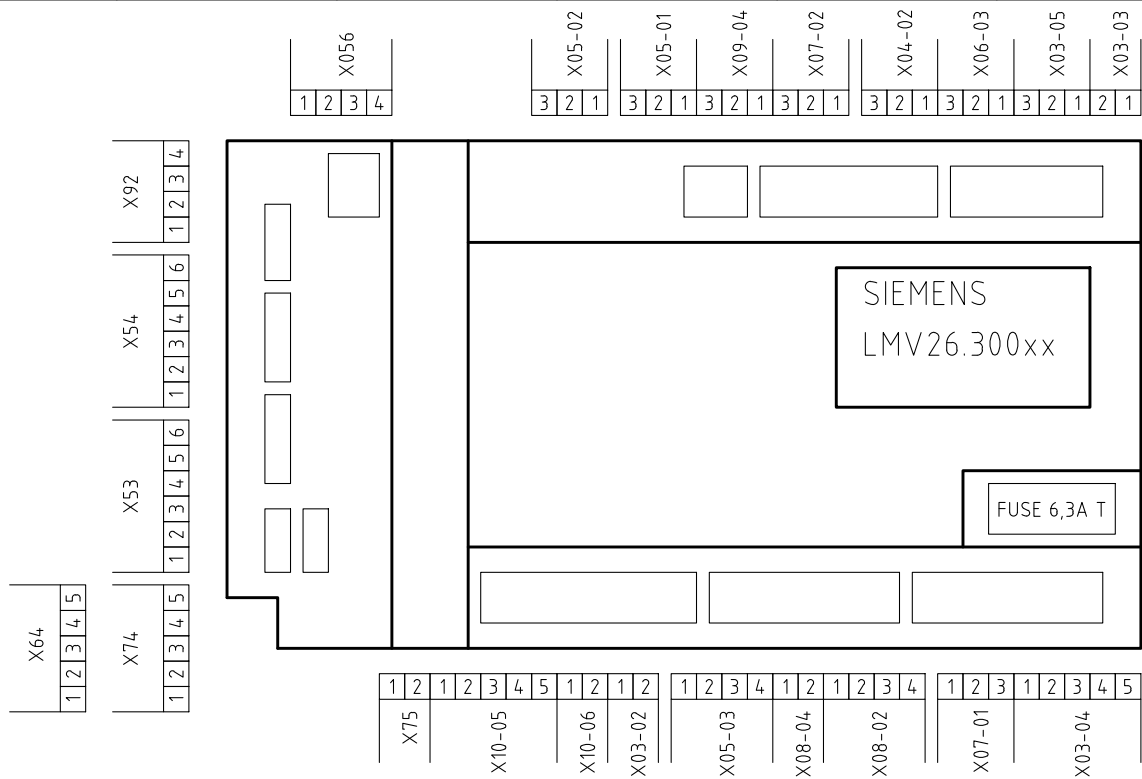 X056
1 2 3 4
X05-02
3 2 1
X05-01
3 2 1
X09-04
3 2 1
X07-02
3 2 1
X04-02
3 2 1
X06-03
3 2 1
X03-05
3 2 1
X03-03
2 1
X92
1 2 3 4
X54
1 2 3 4 5 6
X53
1 2 3 4 5 6
X64
1 2 3 4 5
X74
1 2 3 4 5
SIEMENS
LMV26.300xx
FUSE 6,3A T
1 2
X75
1 2 3 4 5
X10-05
1 2
X10-06
1 2
X03-02
1 2 3 4
X05-03
1 2
X08-04
1 2 3 4
X08-02
1 2 3
X07-01
1 2 3 4 5
X03-04